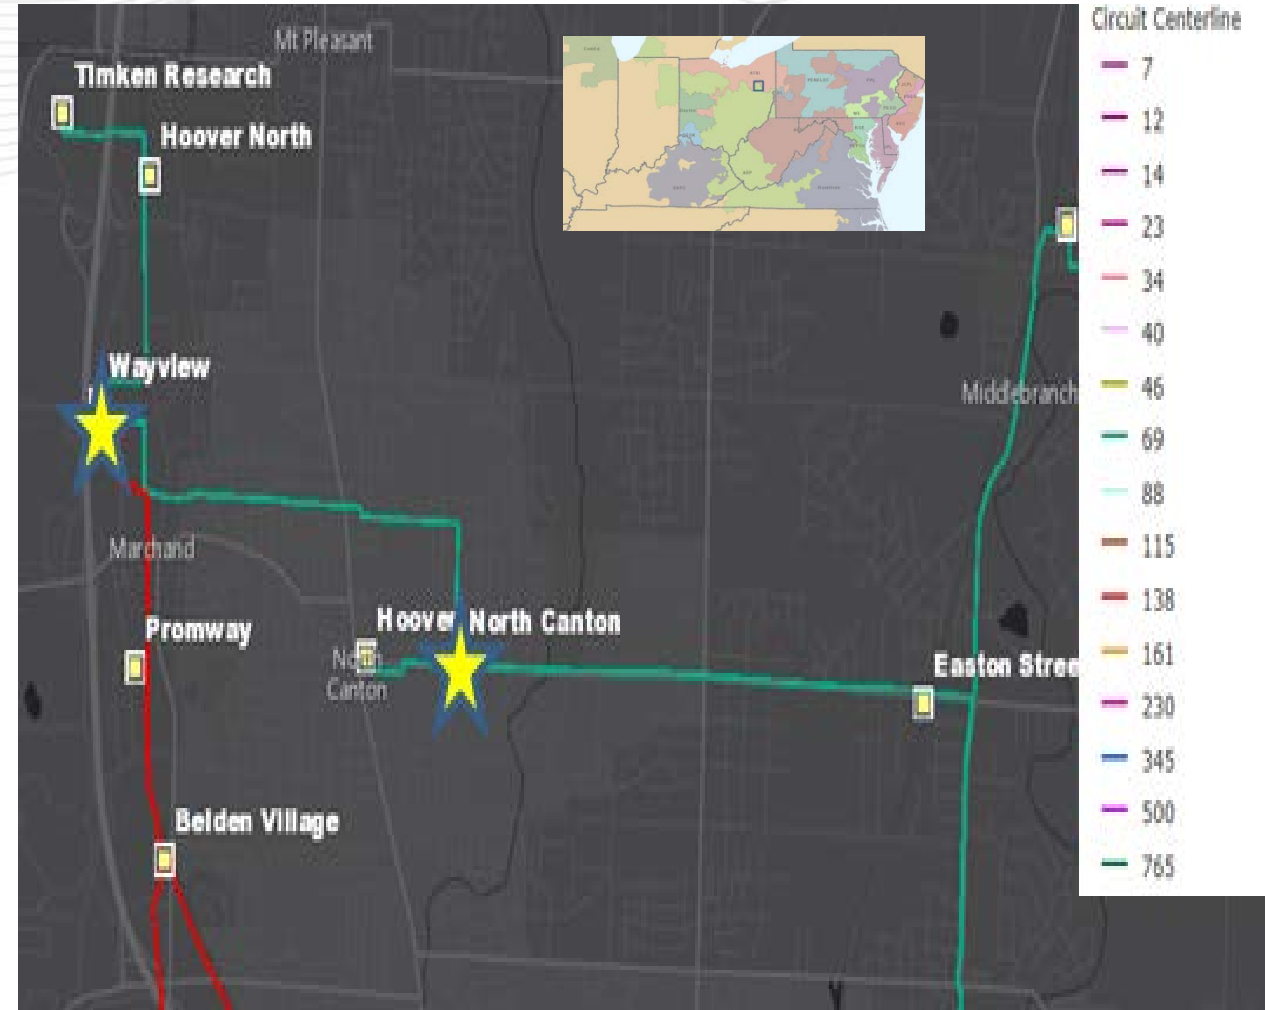 Mt Pleasant
Timken Research
Hoover North
Wayview
Middlebranch
Marchand
Promway
Hoover
North Canton
North
Canton
Easton Stree
Belden Village
Circuit Centerline
7
12
14
23
34
40
46
69
88
115
138
161
230
345
500
765